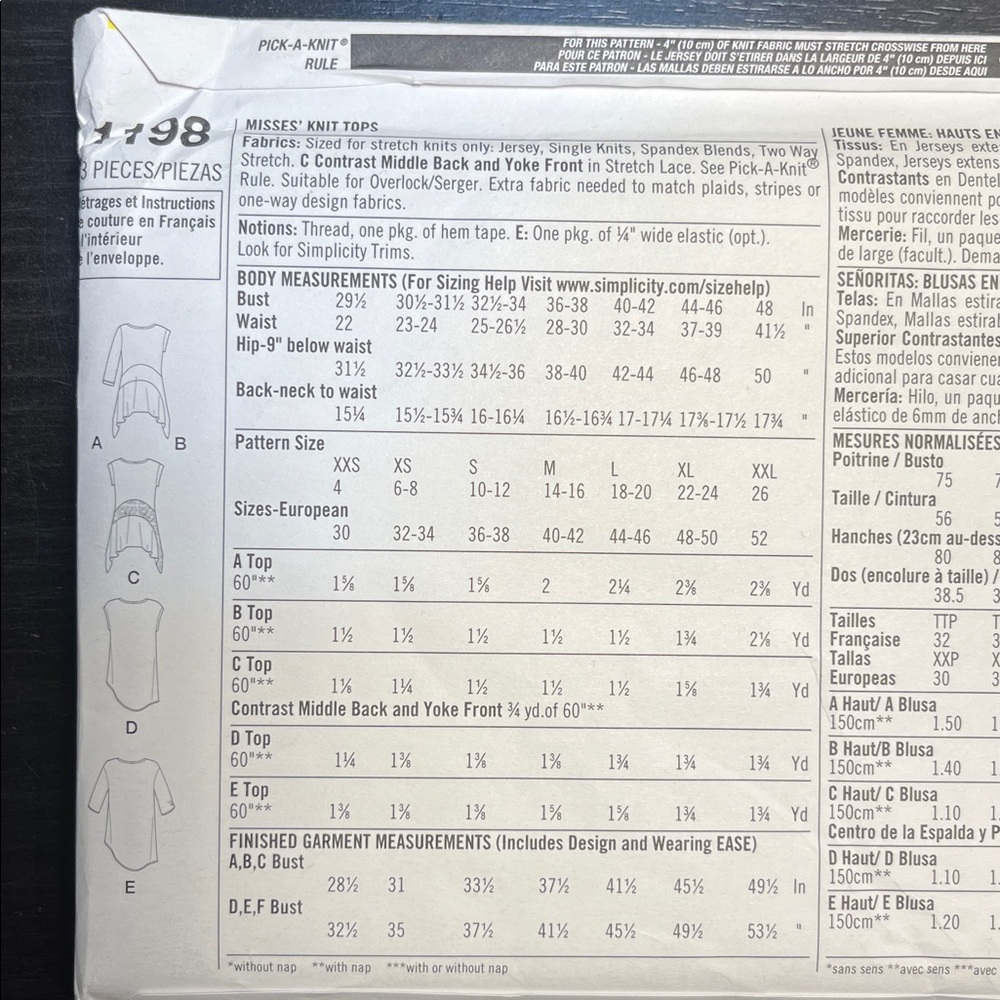 PICK-A-KNIT®
RULE
FOR THIS PATTERN - 4" (10 cm) OF KNIT FABRIC MUST STRETCH CROSSWISE FROM HERE
POUR CE PATRON - LE JERSEY DOIT S'ETIRER DANS LA LARGEUR DE 4" (10 cm) DEPUIS ICI
PARA ESTE PATRON - LAS MALLAS DEBEN ESTIRARSE A LO ANCHO POR 4" (10 cm) DESDE AQUI
1198
3 PIECES/PIEZAS
étrages et Instructions
e couture en Français
l'intérieur
e l'enveloppe.
A
B
C
D
E
MISSES' KNIT TOPS
Fabrics: Sized for stretch knits only: Jersey, Single Knits, Spandex Blends, Two Way
Stretch. C Contrast Middle Back and Yoke Front in Stretch Lace. See Pick-A-Knit®
Rule. Suitable for Overlock/Serger. Extra fabric needed to match plaids, stripes or
one-way design fabrics.
Notions: Thread, one pkg. of hem tape. E: One pkg. of ¼" wide elastic (opt.).
Look for Simplicity Trims.
BODY MEASUREMENTS (For Sizing Help Visit www.simplicity.com/sizehelp)
Bust 29½ 30½-31½ 32½-34 36-38 40-42 44-46 48 In
Waist 22 23-24 25-26½ 28-30 32-34 37-39 41½ "
Hip-9" below waist
31½ 32½-33½ 34½-36 38-40 42-44 46-48 50 "
Back-neck to waist
15¼ 15½-15¾ 16-16¼ 16½-16¾ 17-17¼ 17⅜-17½ 17¾ "
Pattern Size
XXS XS S M L XL XXL
4 6-8 10-12 14-16 18-20 22-24 26
Sizes-European
30 32-34 36-38 40-42 44-46 48-50 52
A Top
60"** 1⅝ 1⅝ 1⅝ 2 2¼ 2⅜ 2⅜ Yd
B Top
60"** 1½ 1½ 1½ 1½ 1½ 1¾ 2⅛ Yd
C Top
60"** 1⅛ 1¼ 1½ 1½ 1½ 1⅝ 1¾ Yd
Contrast Middle Back and Yoke Front ¾ yd.of 60"**
D Top
60"** 1¼ 1⅜ 1⅜ 1⅜ 1¾ 1¾ 1¾ Yd
E Top
60"** 1⅜ 1⅜ 1⅜ 1⅝ 1⅝ 1¾ 1¾ Yd
FINISHED GARMENT MEASUREMENTS (Includes Design and Wearing EASE)
A,B,C Bust
28½ 31 33½ 37½ 41½ 45½ 49½ In
D,E,F Bust
32½ 35 37½ 41½ 45½ 49½ 53½ "
*without nap **with nap ***with or without nap
JEUNE FEMME: HAUTS EN
Tissus: En Jerseys exte
Spandex, Jerseys extens
Contrastants en Dentel
modèles conviennent po
tissu pour raccorder les
Mercerie: Fil, un paque
de large (facult.). Dema
SEÑORITAS: BLUSAS EN
Telas: En Mallas estira
Spandex, Mallas estiral
Superior Contrastantes
Estos modelos convienen
adicional para casar cua
Mercería: Hilo, un paqu
elástico de 6mm de anch
MESURES NORMALISÉES
Poitrine / Busto
75 7
Taille / Cintura
56 5
Hanches (23cm au-dess
80 8
Dos (encolure à taille) /
38.5 3
Tailles TTP T
Française 32 3
Tallas XXP X
Europeas 30 3
A Haut/ A Blusa
150cm** 1.50 1
B Haut/B Blusa
150cm** 1.40 1.
C Haut/ C Blusa
150cm** 1.10 1.
Centro de la Espalda y P
D Haut/ D Blusa
150cm** 1.10 1.
E Haut/ E Blusa
150cm** 1.20 1.
*sans sens **avec sens ***avec